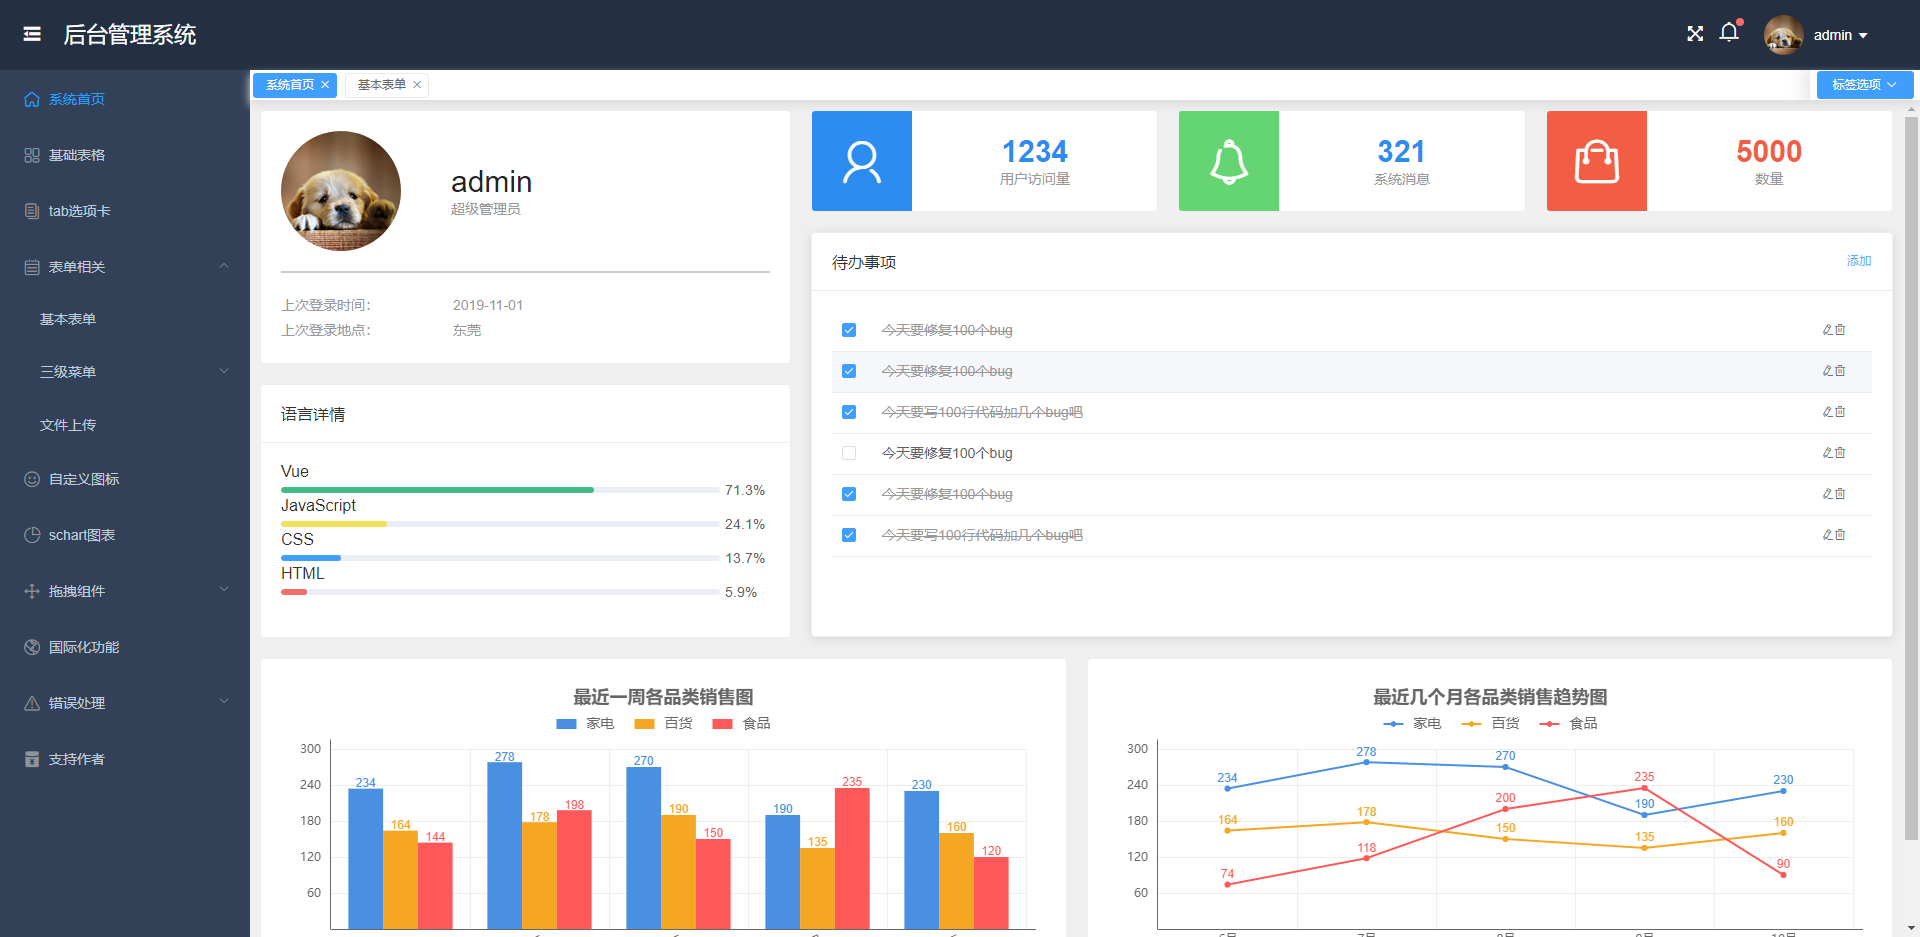 后台管理系统
admin
系统首页
基础表格
tab选项卡
表单相关
基本表单
三级菜单
文件上传
自定义图标
schart图表
拖拽组件
国际化功能
错误处理
支持作者
系统首页
基本表单
标签选项
admin
超级管理员
上次登录时间：
2019-11-01
上次登录地点：
东莞
1234
用户访问量
321
系统消息
5000
数量
语言详情
Vue
71.3%
JavaScript
24.1%
CSS
13.7%
HTML
5.9%
待办事项
添加
今天要修复100个bug
今天要修复100个bug
今天要写100行代码加几个bug吧
今天要修复100个bug
今天要修复100个bug
今天要写100行代码加几个bug吧
最近一周各品类销售图
家电 百货 食品
300
240
180
120
60
234 164 144
278 178 198
270 190 150
190 135 235
230 160 120
最近几个月各品类销售趋势图
家电 百货 食品
300
240
180
120
60
234 278 270 190 230
164 178 150 135 160
74 118 200 235 90